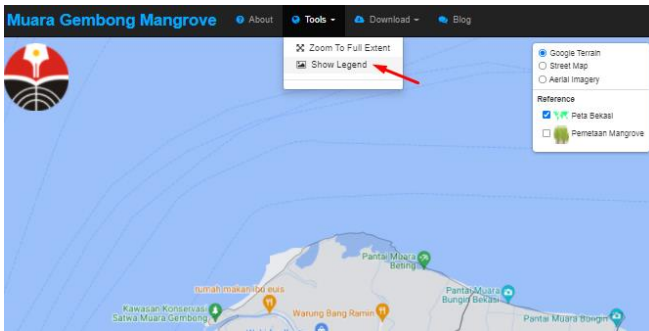 Muara Gembong Mangrove
About
Tools
Download
Blog
Zoom To Full Extent
Show Legend
Google Terrain
Street Map
Aerial Imagery
Reference
Peta Bekasi
Pemetaan Mangrove
Pantai Muara
Beting
rumah makan ibu euis
Kawasan Konservasi
Satwa Muara Gembong
Warung Bang Ramin
Pantai Muara
Bungin Bekasi
Pantai Muara Bungin